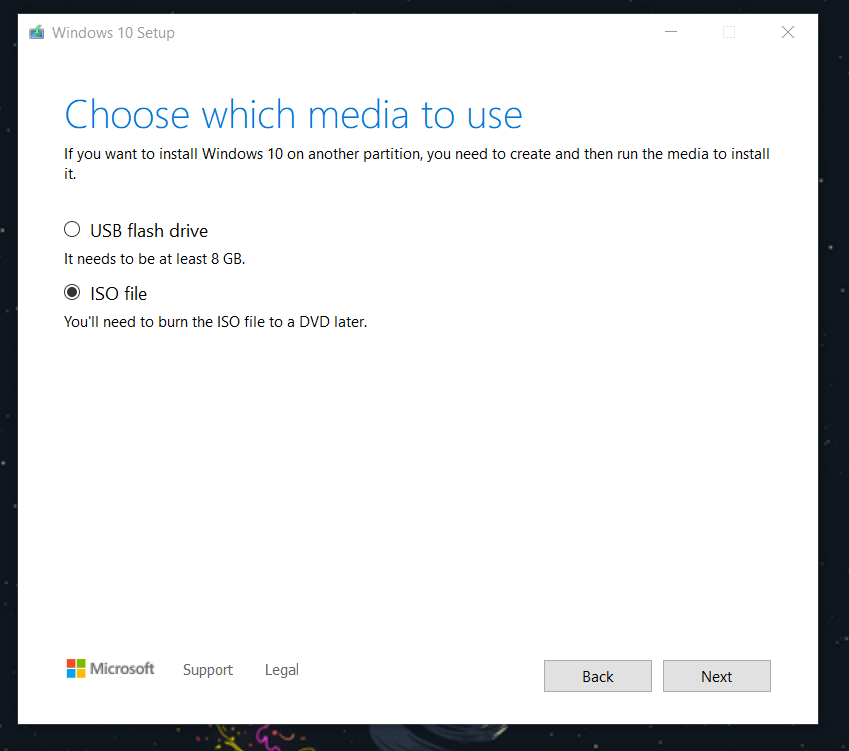 Windows 10 Setup
Choose which media to use
If you want to install Windows 10 on another partition, you need to create and then run the media to install
it.
USB flash drive
It needs to be at least 8 GB.
ISO file
You'll need to burn the ISO file to a DVD later.
Microsoft Support Legal Back Next